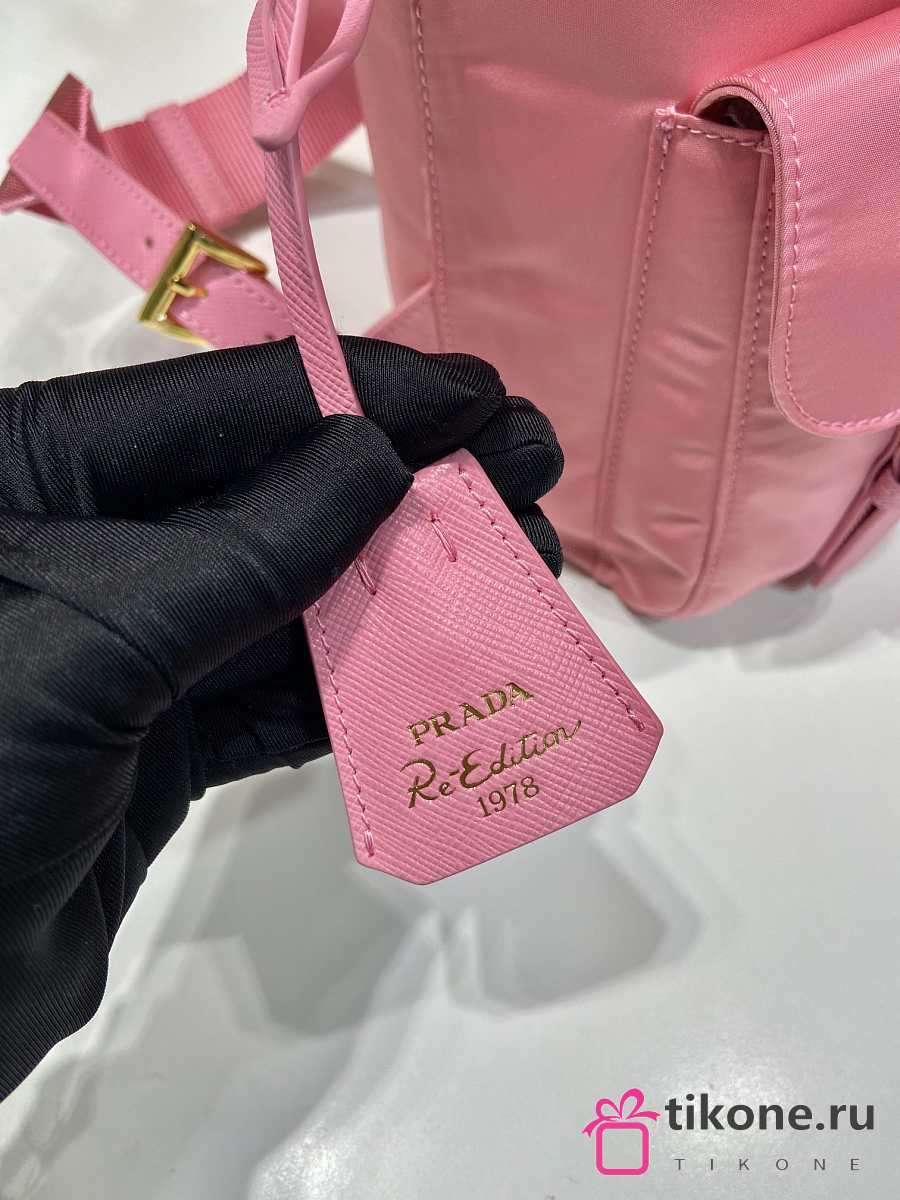 PRADA
Re-Edition
1978
tikone.ru
TIKONE